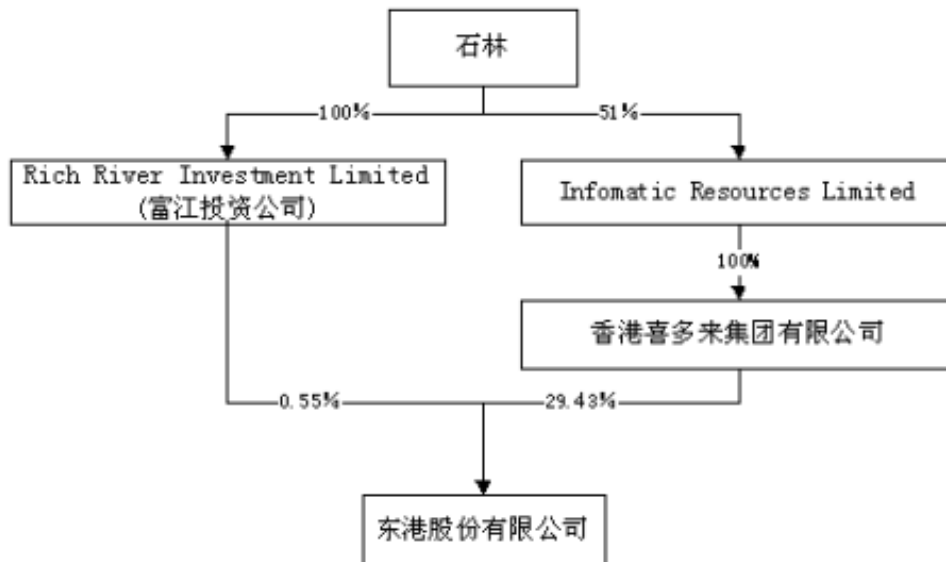 石林
100%
51%
Rich River Investment Limited
(富江投资公司)
Infomatic Resources Limited
100%
香港喜多来集团有限公司
0.55%
29.43%
东港股份有限公司